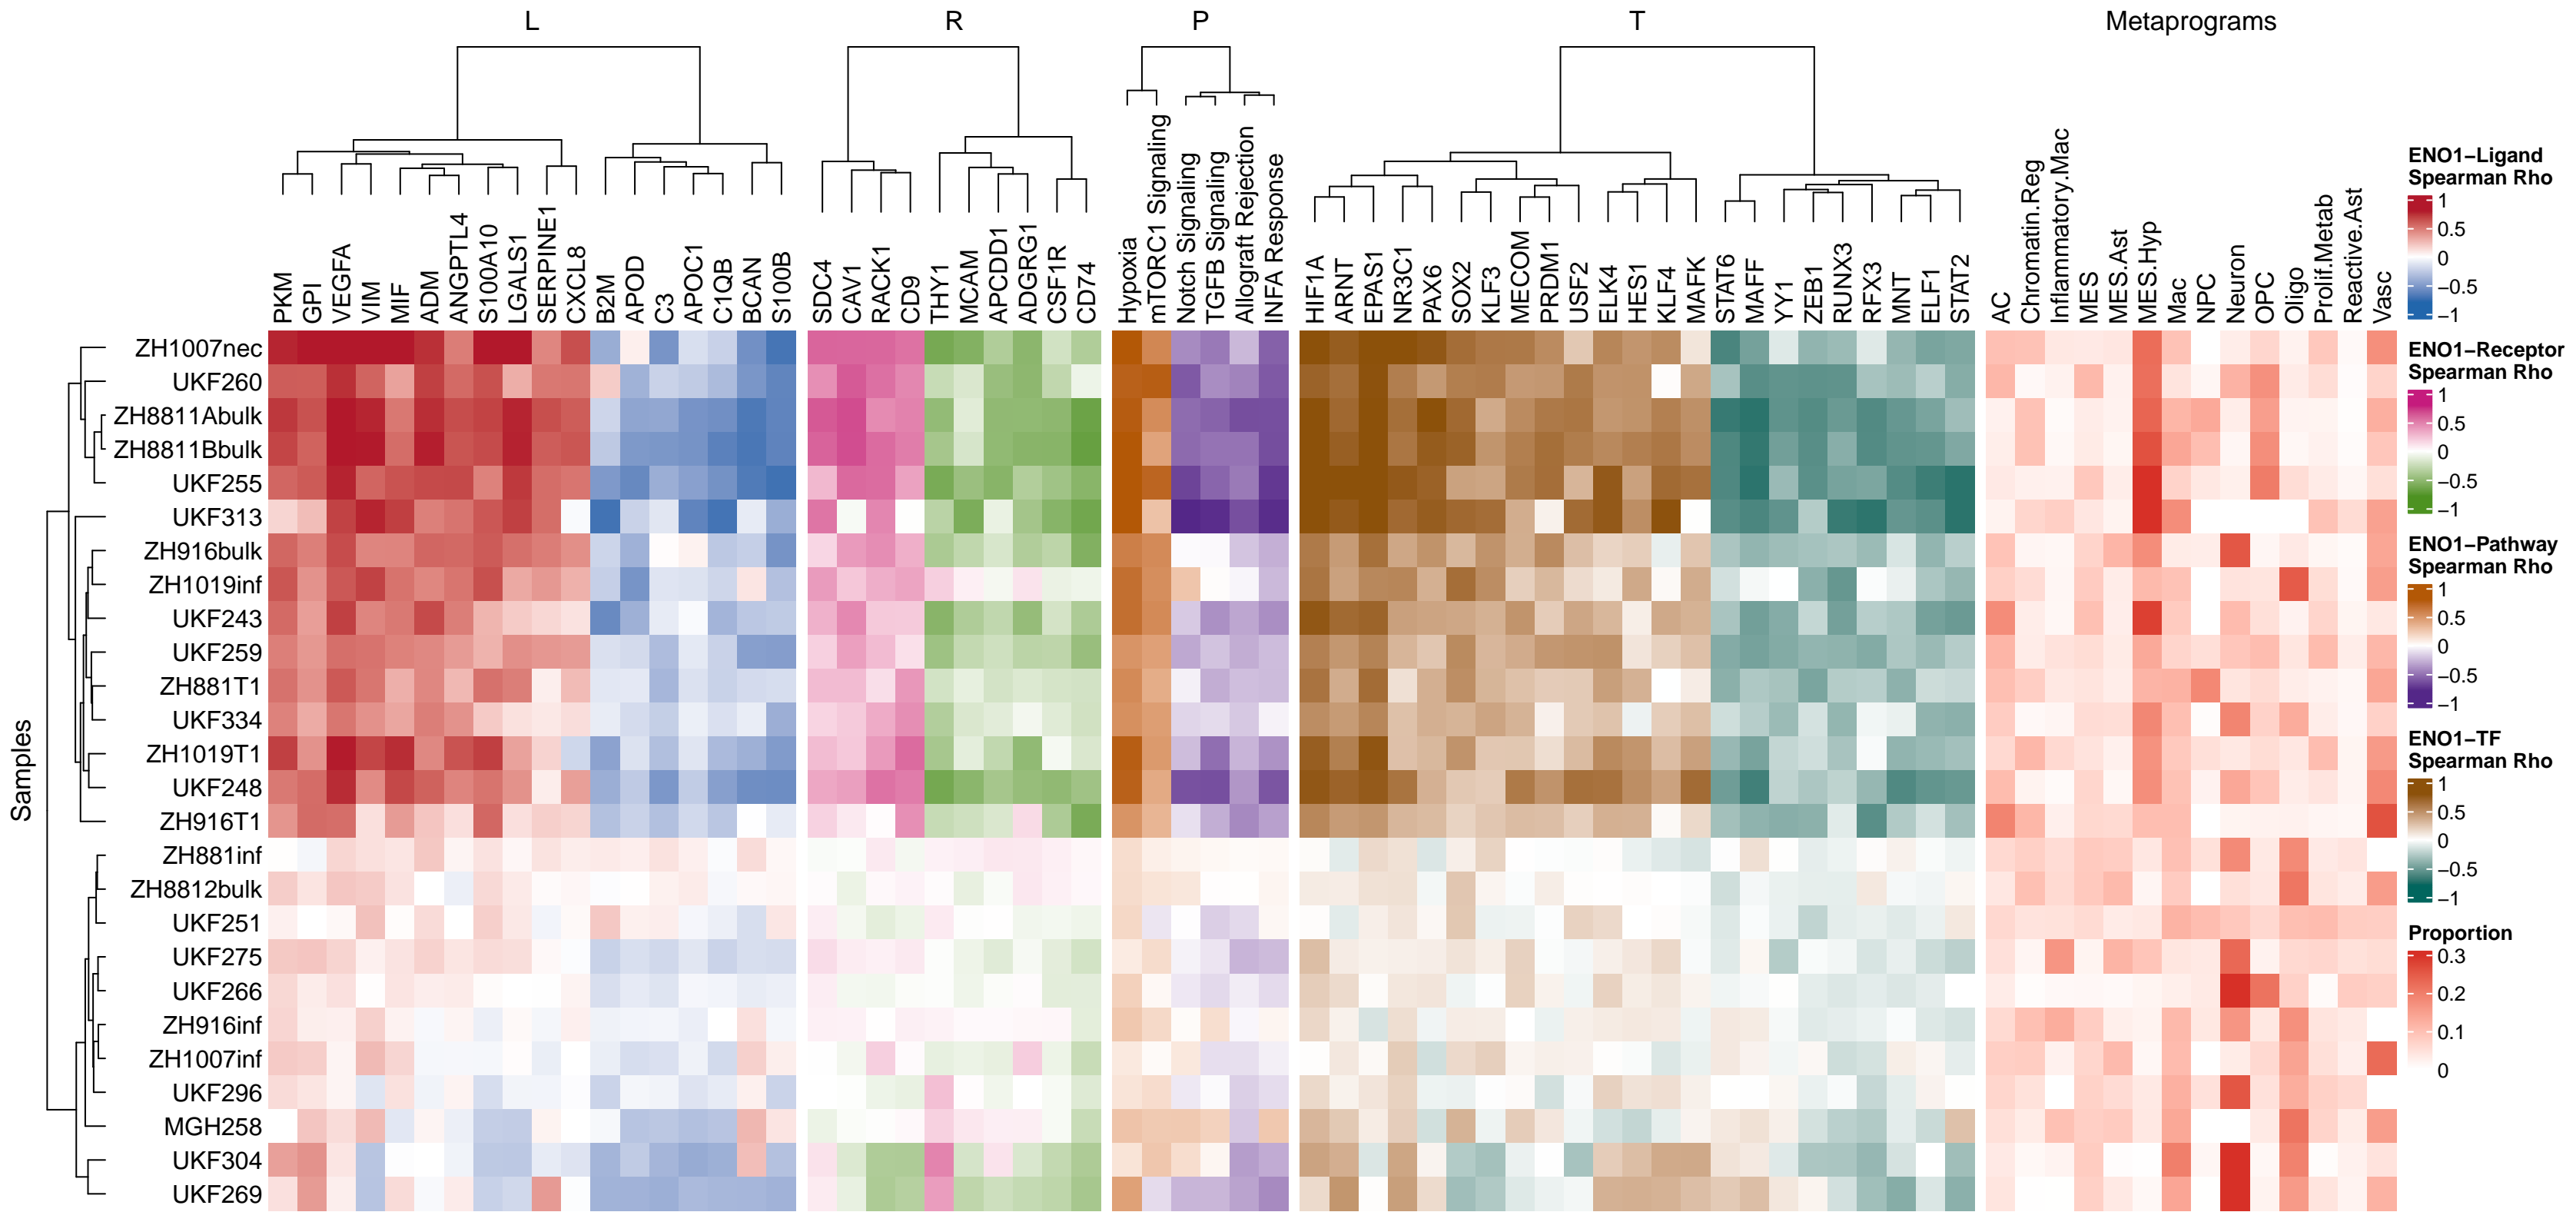 L
R
P
T
Metaprograms
PKM
GPI
VEGFA
VIM
MIF
ADM
ANGPTL4
S100A10
LGALS1
SERPINE1
CXCL8
B2M
APOD
C3
APOC1
C1QB
BCAN
S100B
SDC4
CAV1
RACK1
CD9
THY1
MCAM
APCDD1
ADGRG1
CSF1R
CD74
Hypoxia
mTORC1 Signaling
Notch Signaling
TGFB Signaling
Allograft Rejection
INFA Response
HIF1A
ARNT
EPAS1
NR3C1
PAX6
SOX2
KLF3
MECOM
PRDM1
USF2
ELK4
HES1
KLF4
MAFK
STAT6
MAFF
YY1
ZEB1
RUNX3
RFX3
MNT
ELF1
STAT2
AC
Chromatin.Reg
Inflammatory.Mac
MES
MES.Ast
MES.Hyp
Mac
NPC
Neuron
OPC
Oligo
Prolif.Metab
Reactive.Ast
Vasc
Samples
ZH1007nec
UKF260
ZH8811Abulk
ZH8811Bbulk
UKF255
UKF313
ZH916bulk
ZH1019inf
UKF243
UKF259
ZH881T1
UKF334
ZH1019T1
UKF248
ZH916T1
ZH881inf
ZH8812bulk
UKF251
UKF275
UKF266
ZH916inf
ZH1007inf
UKF296
MGH258
UKF304
UKF269
ENO1−Ligand
Spearman Rho
1
0.5
0
−0.5
−1
ENO1−Receptor
Spearman Rho
1
0.5
0
−0.5
−1
ENO1−Pathway
Spearman Rho
1
0.5
0
−0.5
−1
ENO1−TF
Spearman Rho
1
0.5
0
−0.5
−1
Proportion
0.3
0.2
0.1
0